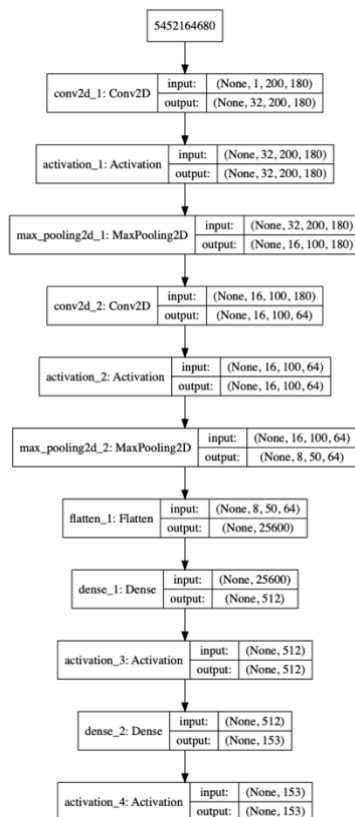 5452164680
conv2d_1: Conv2D
input: (None, 1, 200, 180)
output: (None, 32, 200, 180)
activation_1: Activation
input: (None, 32, 200, 180)
output: (None, 32, 200, 180)
max_pooling2d_1: MaxPooling2D
input: (None, 32, 200, 180)
output: (None, 16, 100, 180)
conv2d_2: Conv2D
input: (None, 16, 100, 180)
output: (None, 16, 100, 64)
activation_2: Activation
input: (None, 16, 100, 64)
output: (None, 16, 100, 64)
max_pooling2d_2: MaxPooling2D
input: (None, 16, 100, 64)
output: (None, 8, 50, 64)
flatten_1: Flatten
input: (None, 8, 50, 64)
output: (None, 25600)
dense_1: Dense
input: (None, 25600)
output: (None, 512)
activation_3: Activation
input: (None, 512)
output: (None, 512)
dense_2: Dense
input: (None, 512)
output: (None, 153)
activation_4: Activation
input: (None, 153)
output: (None, 153)